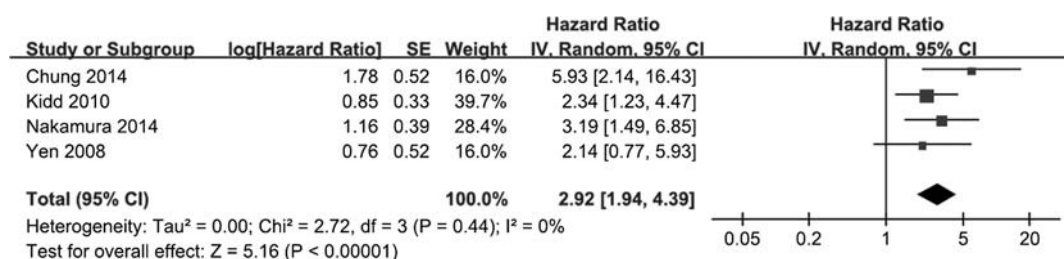 Hazard Ratio Hazard Ratio
Study or Subgroup log[Hazard Ratio] SE Weight IV, Random, 95% CI IV, Random, 95% CI
Chung 2014 1.78 0.52 16.0% 5.93 [2.14, 16.43]
Kidd 2010 0.85 0.33 39.7% 2.34 [1.23, 4.47]
Nakamura 2014 1.16 0.39 28.4% 3.19 [1.49, 6.85]
Yen 2008 0.76 0.52 16.0% 2.14 [0.77, 5.93]
Total (95% CI) 100.0% 2.92 [1.94, 4.39]
Heterogeneity: Tau² = 0.00; Chi² = 2.72, df = 3 (P = 0.44); I² = 0%
Test for overall effect: Z = 5.16 (P < 0.00001)
0.05 0.2 1 5 20